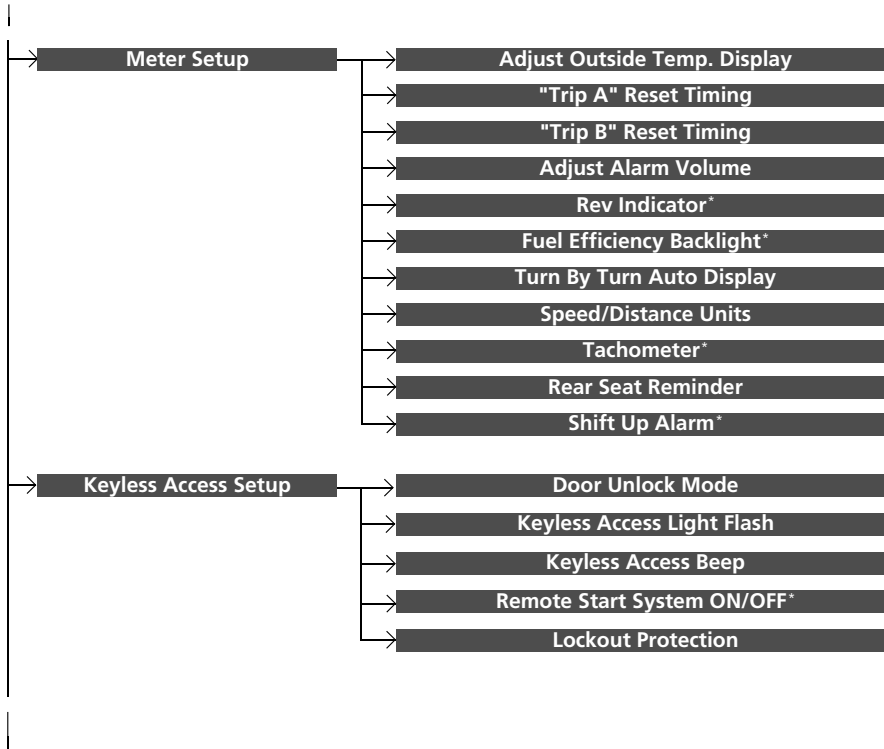 Meter Setup
Adjust Outside Temp. Display
"Trip A" Reset Timing
"Trip B" Reset Timing
Adjust Alarm Volume
Rev Indicator*
Fuel Efficiency Backlight*
Turn By Turn Auto Display
Speed/Distance Units
Tachometer*
Rear Seat Reminder
Shift Up Alarm*
Keyless Access Setup
Door Unlock Mode
Keyless Access Light Flash
Keyless Access Beep
Remote Start System ON/OFF*
Lockout Protection